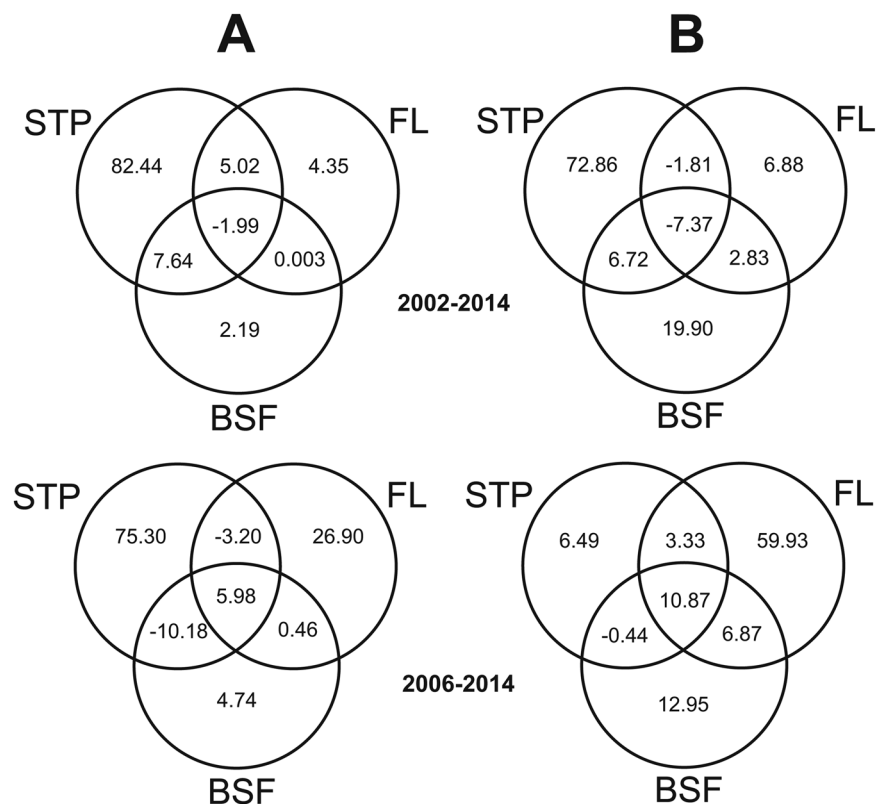 A
B
STP
FL
82.44
5.02
4.35
-1.99
7.64
0.003
2.19
BSF
STP
FL
72.86
-1.81
6.88
-7.37
6.72
2.83
19.90
BSF
2002-2014
STP
FL
75.30
-3.20
26.90
5.98
-10.18
0.46
4.74
BSF
STP
FL
6.49
3.33
59.93
10.87
-0.44
6.87
12.95
BSF
2006-2014